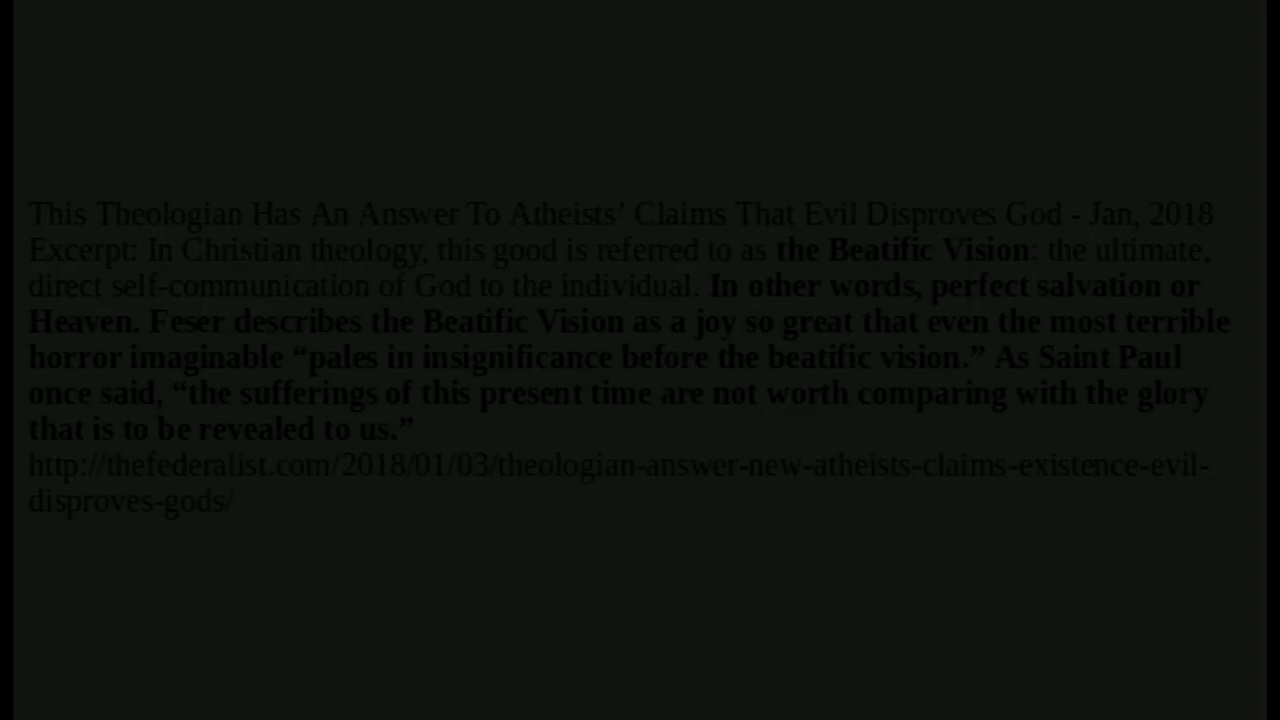 This Theologian Has An Answer To Atheists’ Claims That Evil Disproves God - Jan, 2018
Excerpt: In Christian theology, this good is referred to as the Beatific Vision: the ultimate,
direct self-communication of God to the individual. In other words, perfect salvation or
Heaven. Feser describes the Beatific Vision as a joy so great that even the most terrible
horror imaginable “pales in insignificance before the beatific vision.” As Saint Paul
once said, “the sufferings of this present time are not worth comparing with the glory
that is to be revealed to us.”
http://thefederalist.com/2018/01/03/theologian-answer-new-atheists-claims-existence-evil-
disproves-gods/